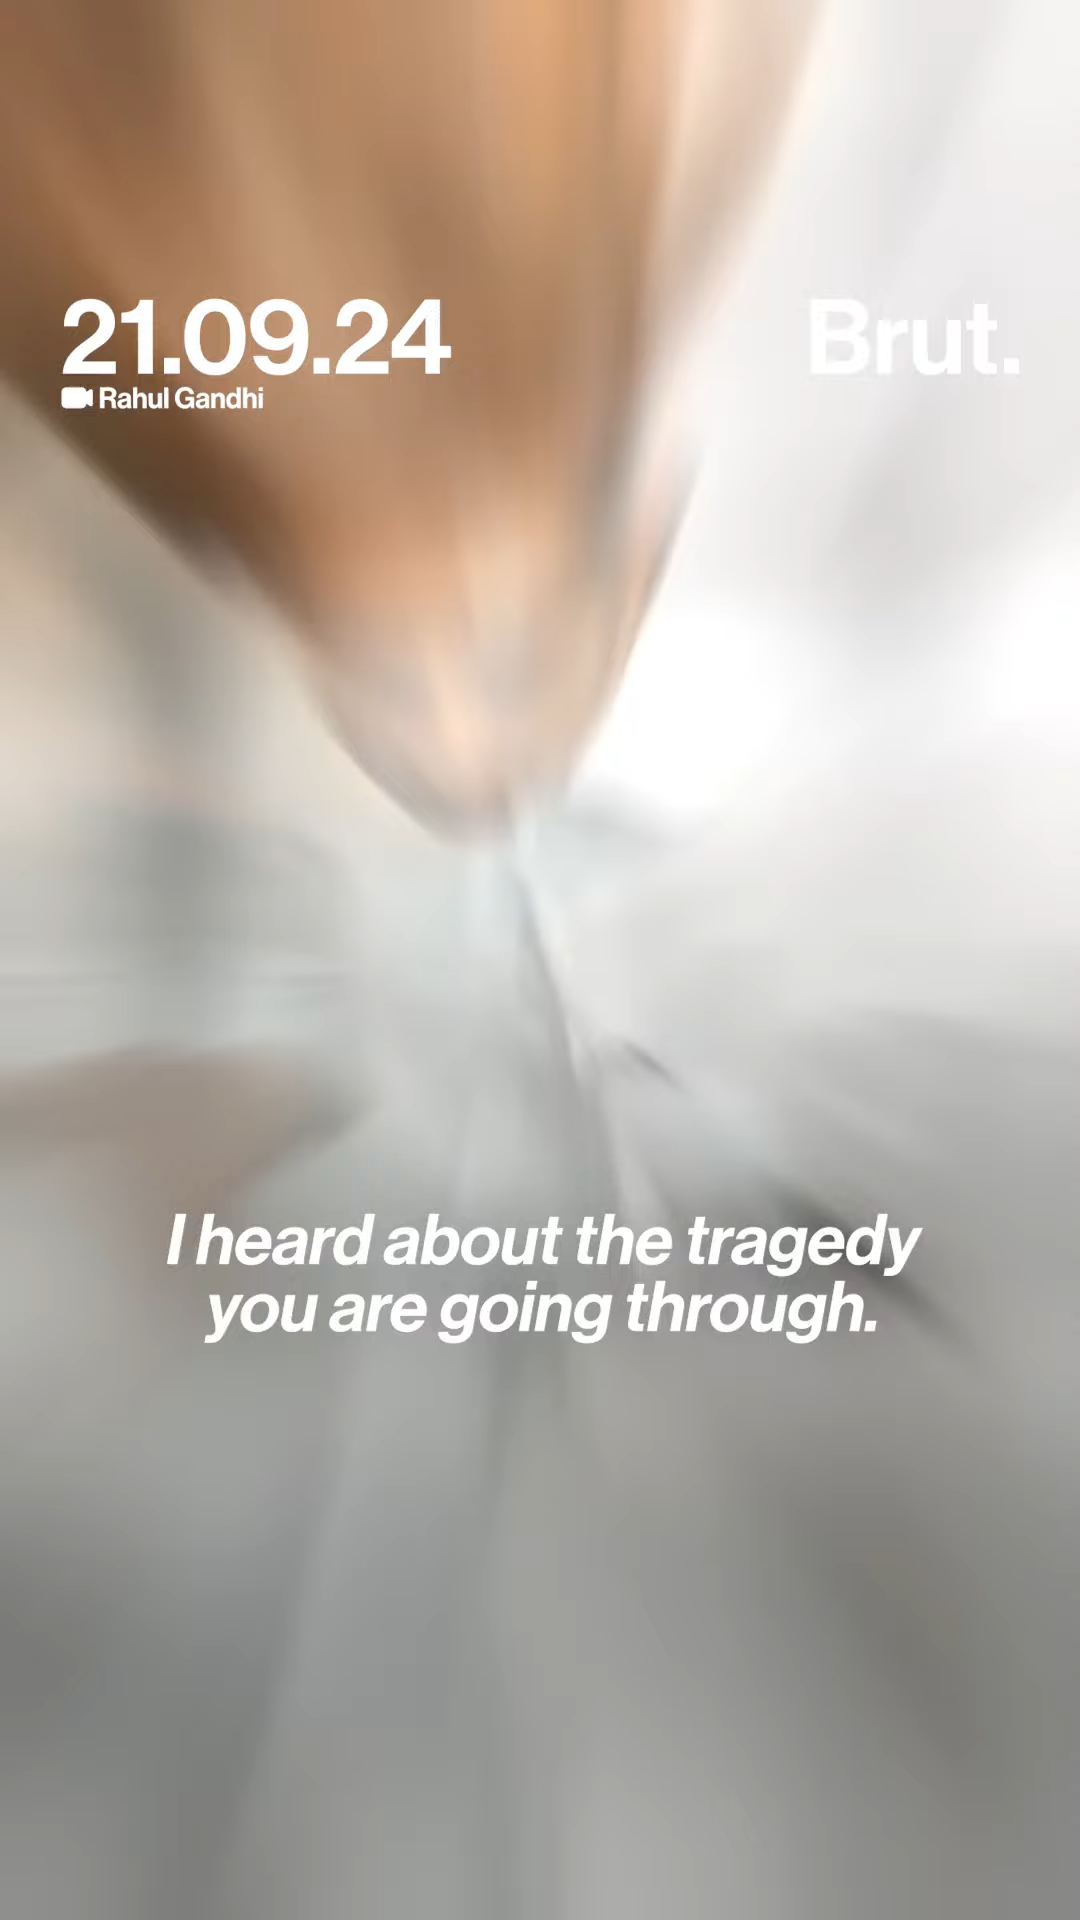 21.09.24
Brut.
Rahul Gandhi
I heard about the tragedy
you are going through.